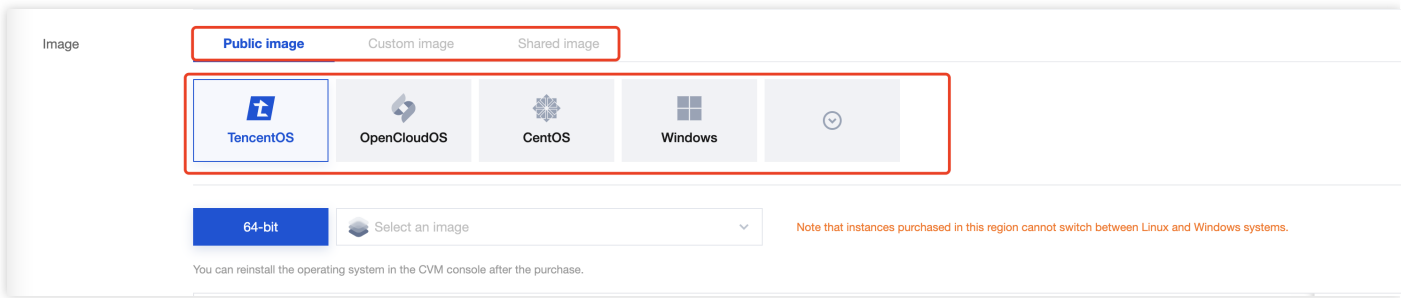 Image
Public image
Custom image
Shared image
TencentOS
OpenCloudOS
CentOS
Windows
64-bit
Select an image
Note that instances purchased in this region cannot switch between Linux and Windows systems.
You can reinstall the operating system in the CVM console after the purchase.